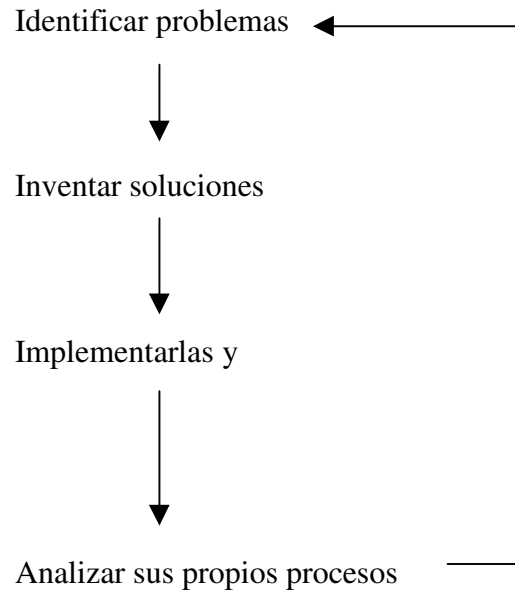 Identificar problemas
Inventar soluciones
Implementarlas y
Analizar sus propios procesos